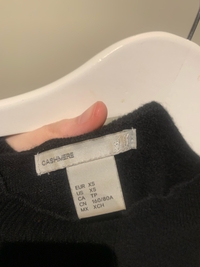 CASHMERE
EUR XS
US XS
CA TP
CN 160/80A
MX XCH